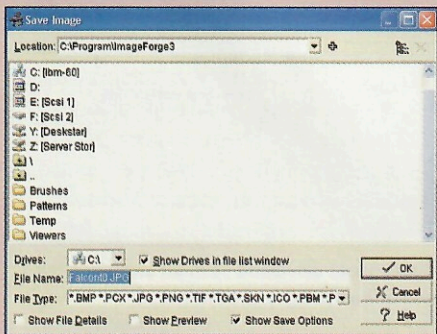 Save Image
Location: C:\Program\ImageForge3
C: [ibm-60]
D:
E: [Scsi 1]
F: [Scsi 2]
Y: [Deskstar]
Z: [Server Stor]
\
..
Brushes
Patterns
Temp
Viewers
Drives: C:\ Show Drives in file list window
OK
File Name: Falcont0.JPG
Cancel
File Type: *.BMP *.PCX *.JPG *.PNG *.TIF *.TGA *.SKN *.ICO *.PBM *.P
Show File Details Show Preview Show Save Options
? Help